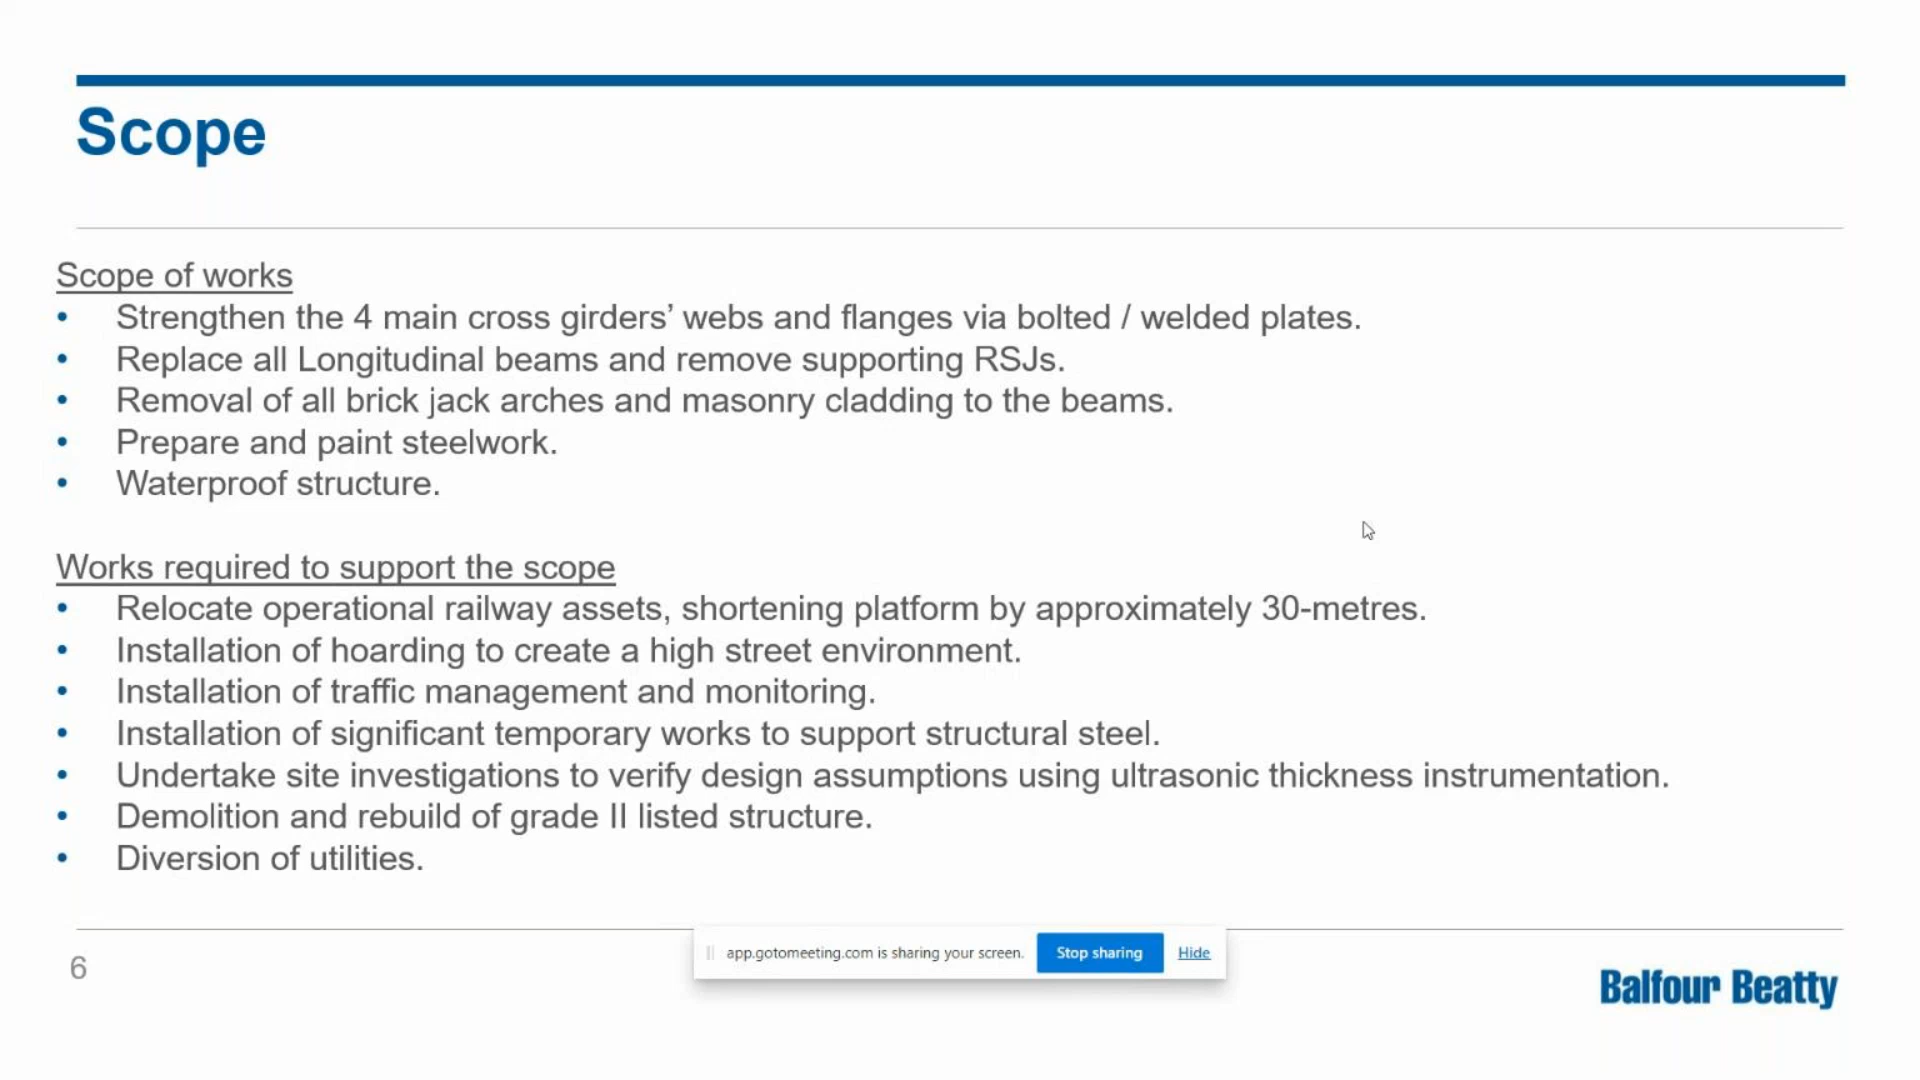 Scope
Scope of works
• Strengthen the 4 main cross girders’ webs and flanges via bolted / welded plates.
• Replace all Longitudinal beams and remove supporting RSJs.
• Removal of all brick jack arches and masonry cladding to the beams.
• Prepare and paint steelwork.
• Waterproof structure.
Works required to support the scope
• Relocate operational railway assets, shortening platform by approximately 30-metres.
• Installation of hoarding to create a high street environment.
• Installation of traffic management and monitoring.
• Installation of significant temporary works to support structural steel.
• Undertake site investigations to verify design assumptions using ultrasonic thickness instrumentation.
• Demolition and rebuild of grade II listed structure.
• Diversion of utilities.
app.gotomeeting.com is sharing your screen. Stop sharing Hide
6
Balfour Beatty